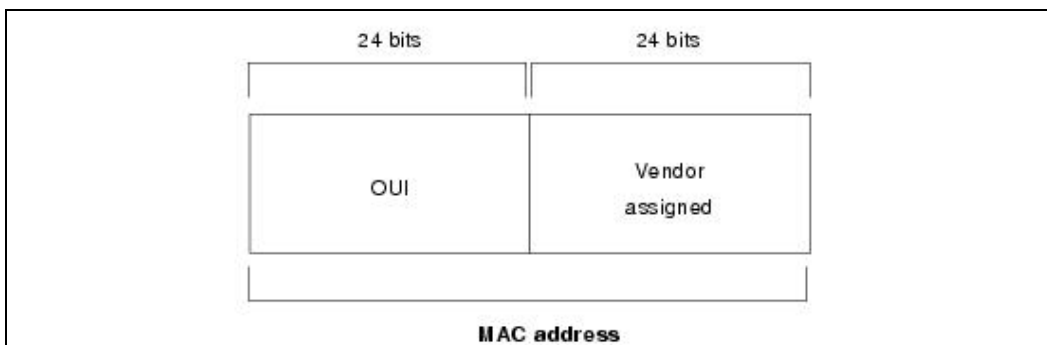 24 bits 24 bits
OUI
Vendor
assigned
MAC address